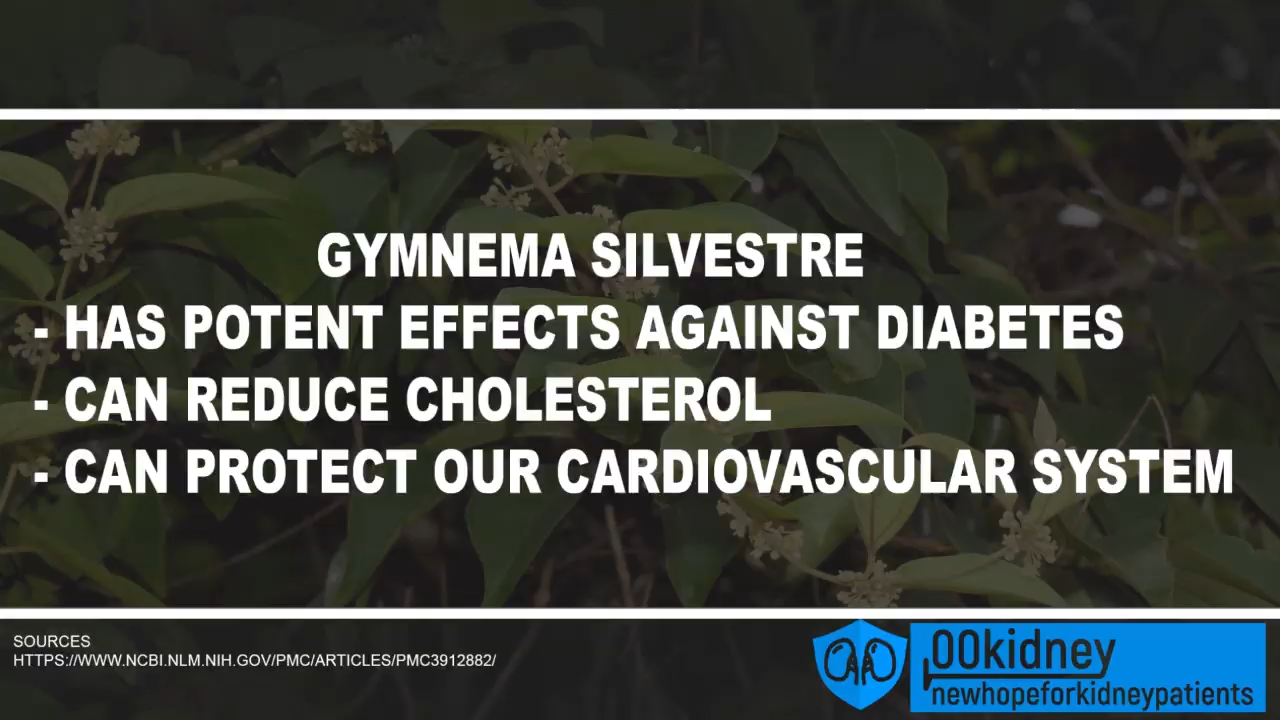 GYMNEMA SILVESTRE
- HAS POTENT EFFECTS AGAINST DIABETES
- CAN REDUCE CHOLESTEROL
- CAN PROTECT OUR CARDIOVASCULAR SYSTEM
SOURCES
HTTPS://WWW.NCBI.NLM.NIH.GOV/PMC/ARTICLES/PMC3912882/
00kidney
newhopeforkidneypatients